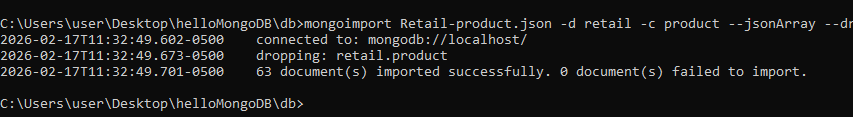 C:\Users\user\Desktop\helloMongoDB\db>mongoimport Retail-product.json -d retail -c product --jsonArray --dr
2026-02-17T11:32:49.602-0500    connected to: mongodb://localhost/
2026-02-17T11:32:49.673-0500    dropping: retail.product
2026-02-17T11:32:49.701-0500    63 document(s) imported successfully. 0 document(s) failed to import.
C:\Users\user\Desktop\helloMongoDB\db>